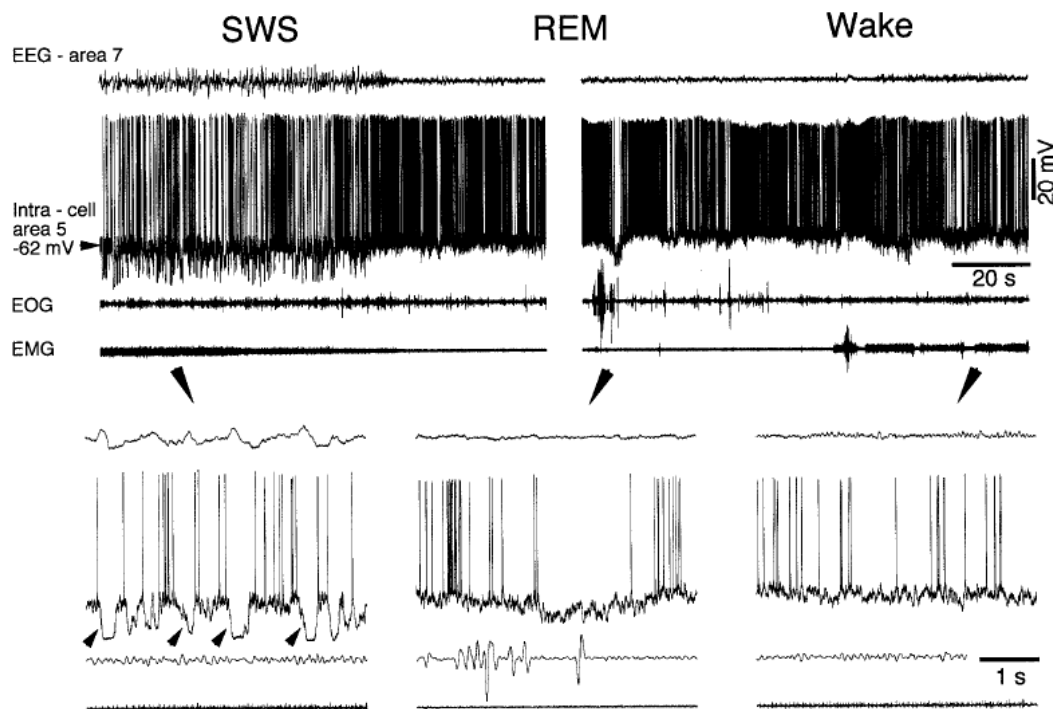 SWS REM Wake
EEG - area 7
20 mV
Intra - cell
area 5
-62 mV
20 s
EOG
EMG
1 s